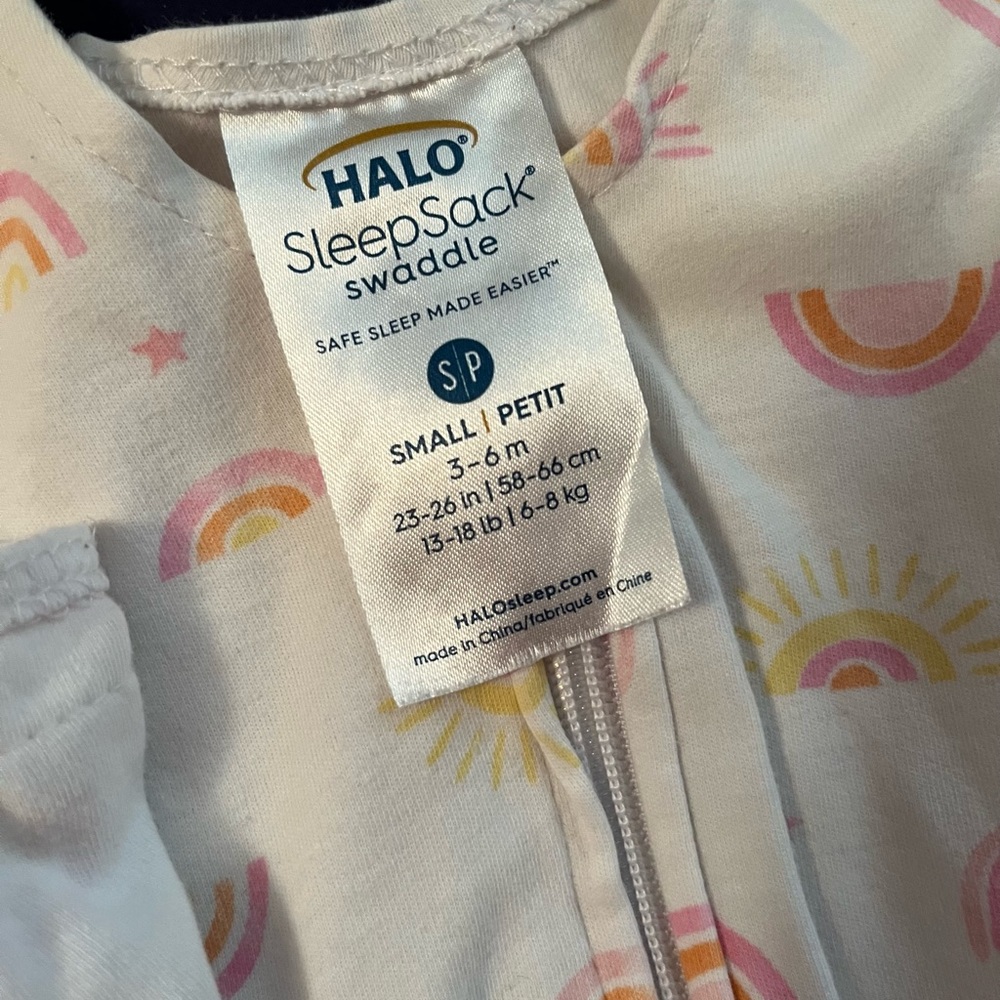 HALO®
SleepSack®
swaddle
SAFE SLEEP MADE EASIER™
S|P
SMALL | PETIT
3-6 m
23-26 in | 58-66 cm
13-18 lb | 6-8 kg
HALOsleep.com
made in China/fabriqué en Chine